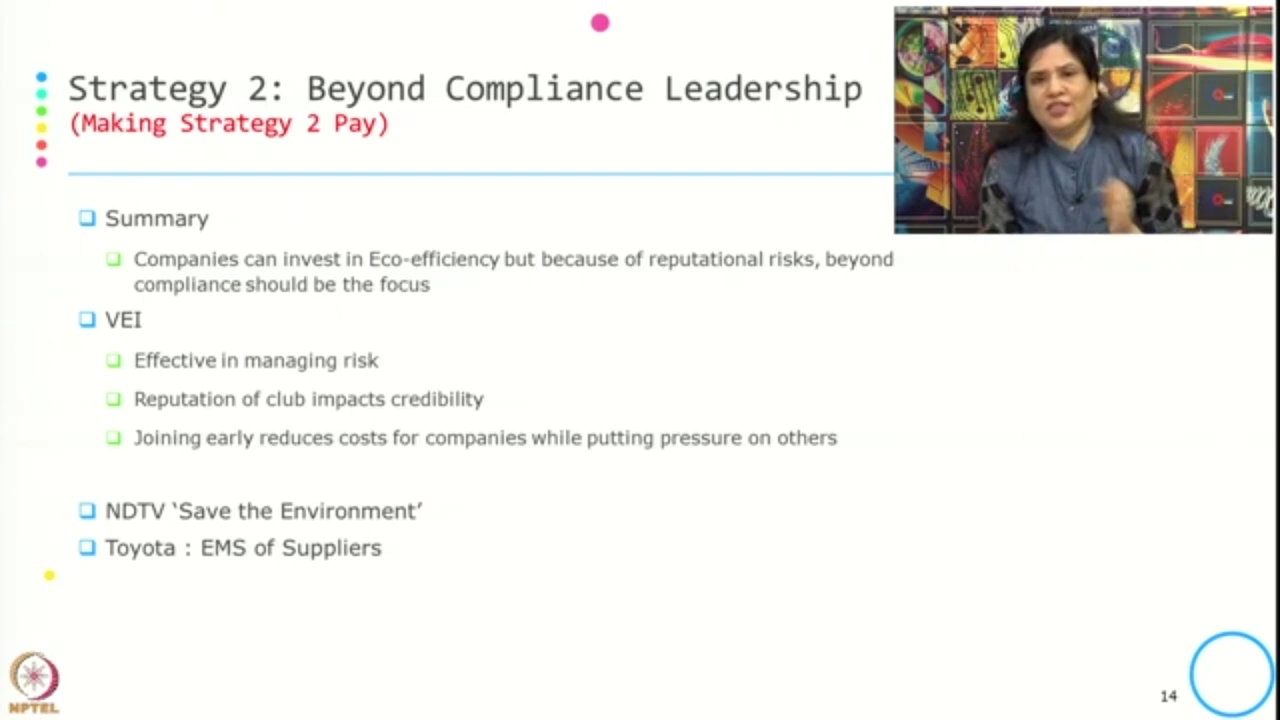 Strategy 2: Beyond Compliance Leadership
(Making Strategy 2 Pay)
Summary
Companies can invest in Eco-efficiency but because of reputational risks, beyond
compliance should be the focus
VEI
Effective in managing risk
Reputation of club impacts credibility
Joining early reduces costs for companies while putting pressure on others
NDTV ‘Save the Environment’
Toyota : EMS of Suppliers
NPTEL
14